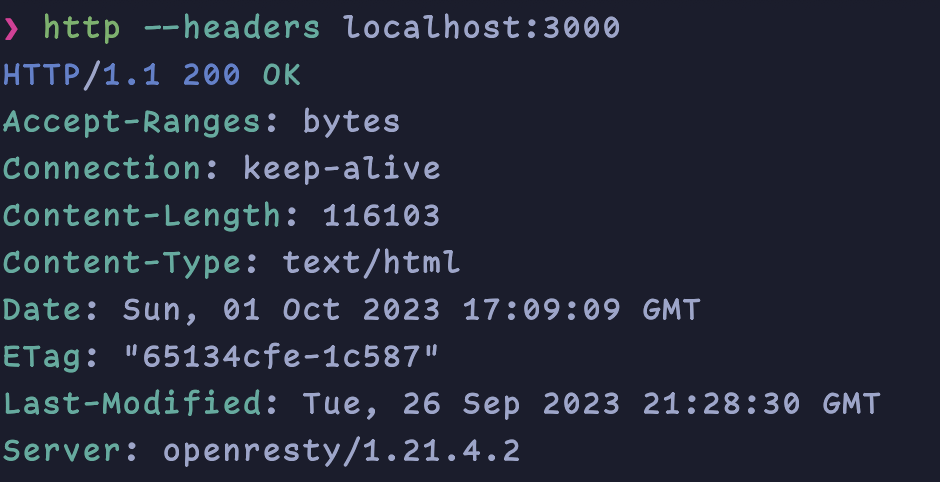 ❯ http --headers localhost:3000
HTTP/1.1 200 OK
Accept-Ranges: bytes
Connection: keep-alive
Content-Length: 116103
Content-Type: text/html
Date: Sun, 01 Oct 2023 17:09:09 GMT
ETag: "65134cfe-1c587"
Last-Modified: Tue, 26 Sep 2023 21:28:30 GMT
Server: openresty/1.21.4.2